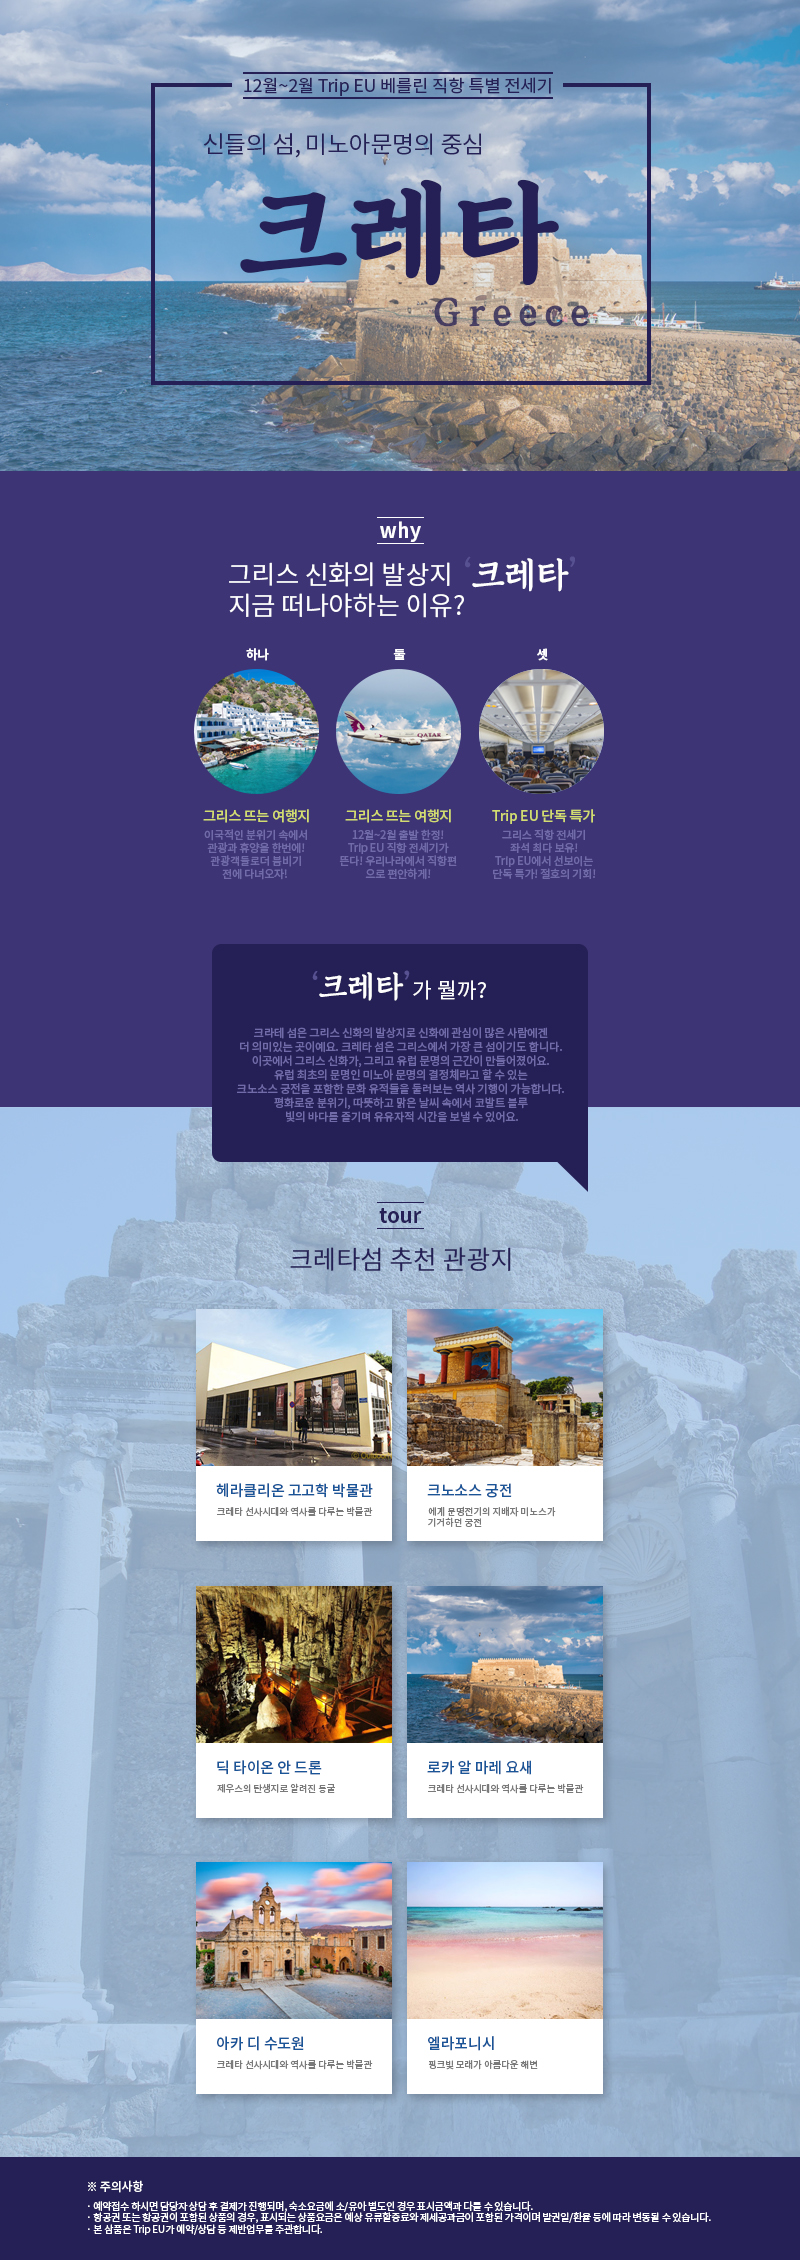 12월~2월 Trip EU 베를린 직항 특별 전세기
신들의 섬, 미노아문명의 중심
크레타
Greece
why
그리스 신화의 발상지 ‘크레타’
지금 떠나야하는 이유?
하나
둘
셋
QATAR
그리스 뜨는 여행지
이국적인 분위기 속에서
관광과 휴양을 한번에!
관광객들로더 붐비기
전에 다녀오자!
그리스 뜨는 여행지
12월~2월 출발 한정!
Trip EU 직항 전세기가
뜬다! 우리나라에서 직항편
으로 편안하게!
Trip EU 단독 특가
그리스 직항 전세기
좌석 최다 보유!
Trip EU에서 선보이는
단독 특가! 절호의 기회!
‘크레타’가 뭘까?
크라테 섬은 그리스 신화의 발상지로 신화에 관심이 많은 사람에겐
더 의미있는 곳이예요. 크레타 섬은 그리스에서 가장 큰 섬이기도 합니다.
이곳에서 그리스 신화가, 그리고 유럽 문명의 근간이 만들어졌어요.
유럽 최초의 문명인 미노아 문명의 결정체라고 할 수 있는
크노소스 궁전을 포함한 문화 유적들을 둘러보는 역사 기행이 가능합니다.
평화로운 분위기, 따뜻하고 맑은 날씨 속에서 코발트 블루
빛의 바다를 즐기며 유유자적 시간을 보낼 수 있어요.
tour
크레타섬 추천 관광지
헤라클리온 고고학 박물관
크레타 선사시대와 역사를 다루는 박물관
크노소스 궁전
에게 문명전기의 지배자 미노스가
기거하던 궁전
딕 타이온 안 드론
제우스의 탄생지로 알려진 동굴
로카 알 마레 요새
크레타 선사시대와 역사를 다루는 박물관
아카 디 수도원
크레타 선사시대와 역사를 다루는 박물관
엘라포니시
핑크빛 모래가 아름다운 해변
※ 주의사항
· 예약접수 하시면 담당자 상담 후 결제가 진행되며, 숙소요금에 소/유아 별도인 경우 표시금액과 다를 수 있습니다.
· 항공권 또는 항공권이 포함된 상품의 경우, 표시되는 상품요금은 예상 유류할증료와 제세공과금이 포함된 가격이며 발권일/환율 등에 따라 변동될 수 있습니다.
· 본 삼품은 Trip EU가 예약/상담 등 제반업무를 주관합니다.